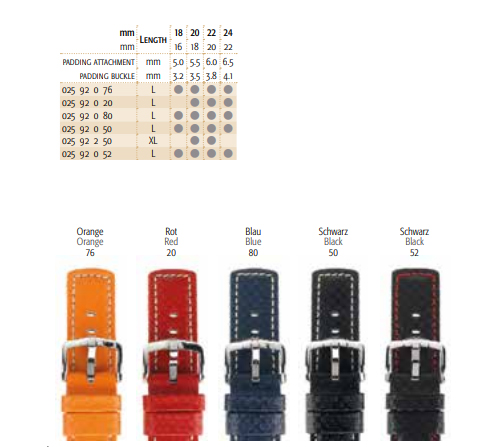 mm LENGTH 18 20 22 24
mm 16 18 20 22
PADDING ATTACHMENT mm 5.0 5.5 6.0 6.5
PADDING BUCKLE mm 3.2 3.5 3.8 4.1
025 92 0 76 L
025 92 0 20 L
025 92 0 80 L
025 92 0 50 L
025 92 2 50 XL
025 92 0 52 L
Orange Rot Blau Schwarz Schwarz
Orange Red Blue Black Black
76 20 80 50 52